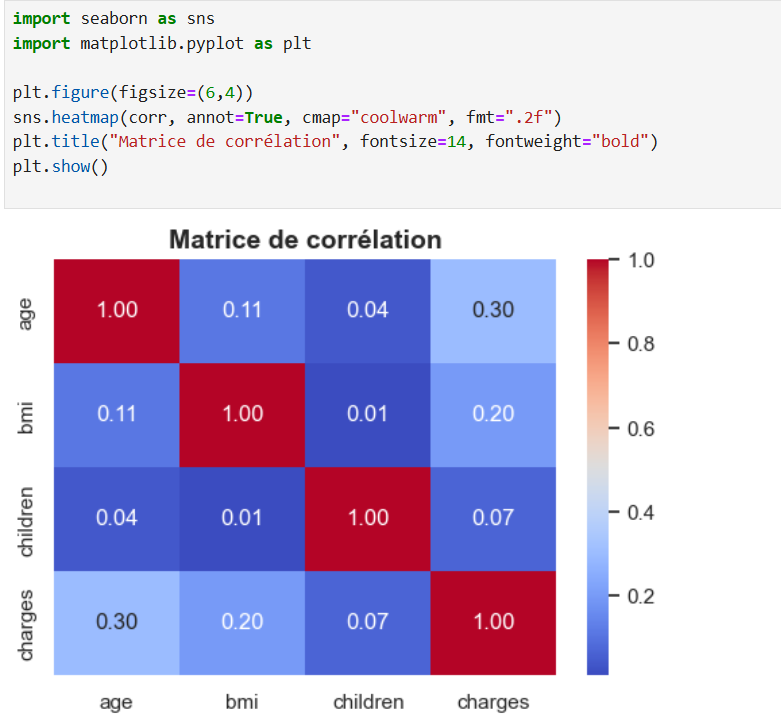 import seaborn as sns
import matplotlib.pyplot as plt
plt.figure(figsize=(6,4))
sns.heatmap(corr, annot=True, cmap="coolwarm", fmt=".2f")
plt.title("Matrice de corrélation", fontsize=14, fontweight="bold")
plt.show()
Matrice de corrélation
age 1.00 0.11 0.04 0.30
bmi 0.11 1.00 0.01 0.20
children 0.04 0.01 1.00 0.07
charges 0.30 0.20 0.07 1.00
age bmi children charges
1.0
0.8
0.6
0.4
0.2